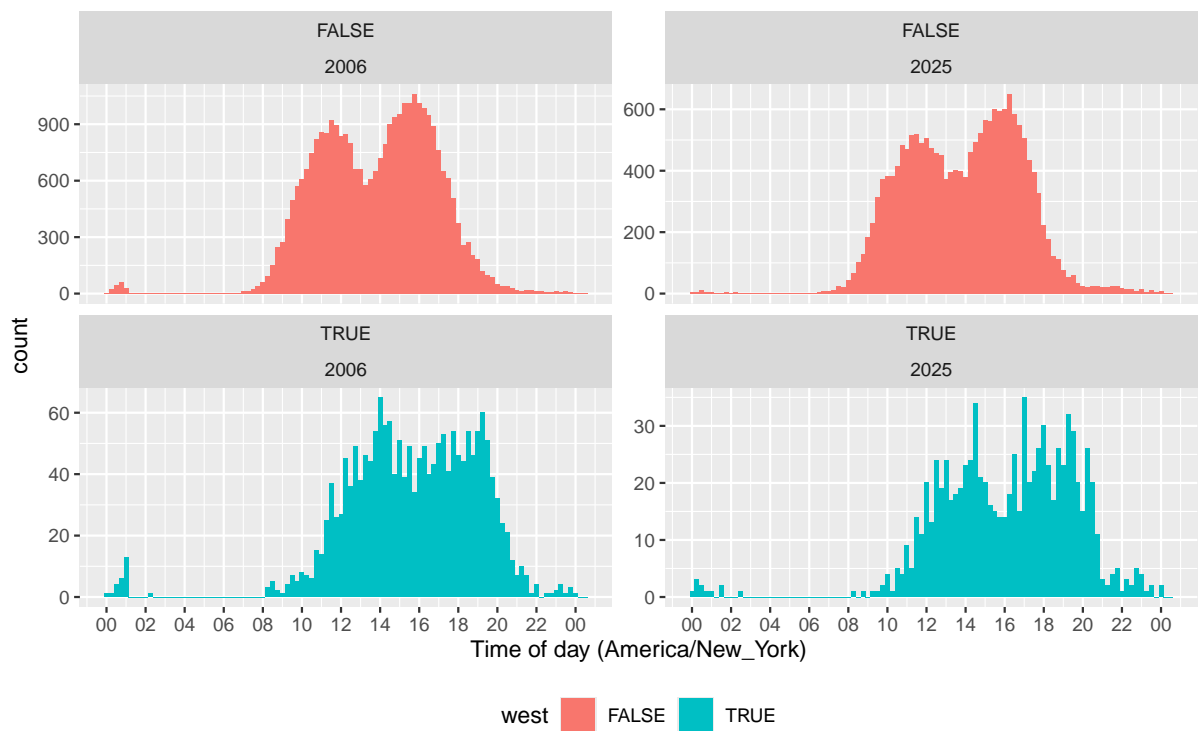 FALSE
2006
FALSE
2025
900
600
300
0
600
400
200
0
count
TRUE
2006
TRUE
2025
60
40
20
0
30
20
10
0
00 02 04 06 08 10 12 14 16 18 20 22 00
00 02 04 06 08 10 12 14 16 18 20 22 00
Time of day (America/New_York)
west FALSE TRUE